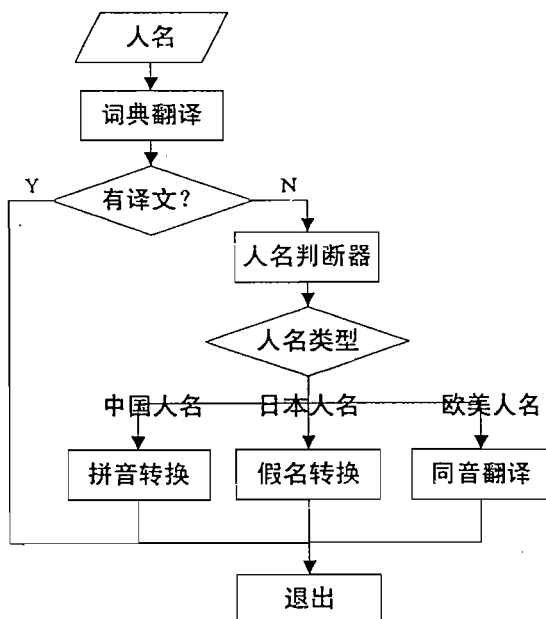 人名
词典翻译
Y
有译文?
N
人名判断器
人名类型
中国人名
日本人名
欧美人名
拼音转换
假名转换
同音翻译
退出